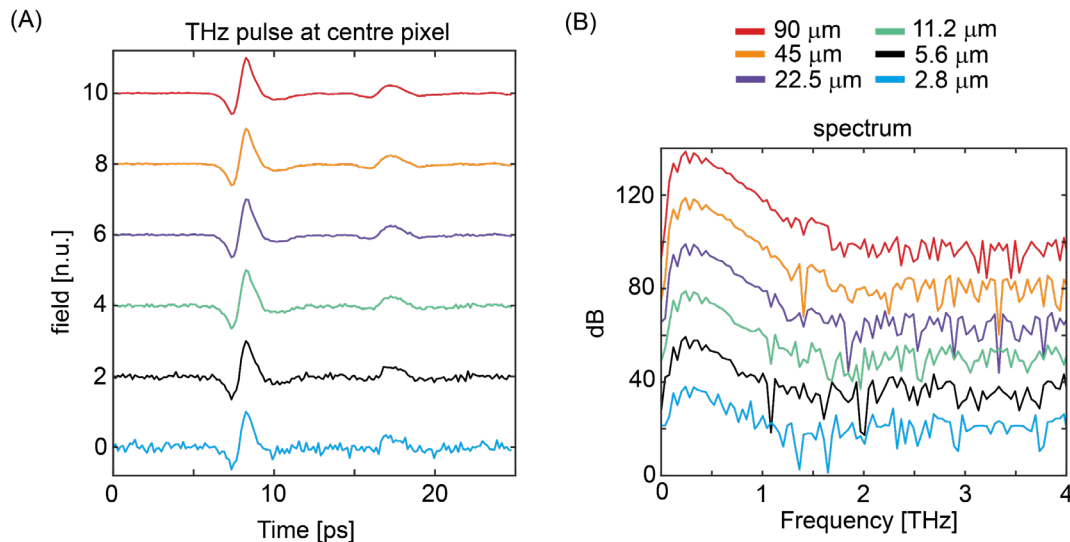 (A)
THz pulse at centre pixel
field [n.u.]
10
8
6
4
2
0
0
10
20
Time [ps]
(B)
90 μm
45 μm
22.5 μm
11.2 μm
5.6 μm
2.8 μm
spectrum
dB
120
80
40
0
0
1
2
3
4
Frequency [THz]